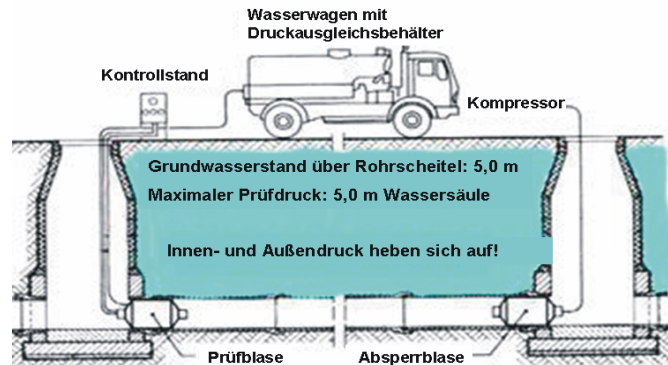 Wasserwagen mit
Druckausgleichsbehälter
Kontrollstand
Kompressor
Grundwasserstand über Rohrscheitel: 5,0 m
Maximaler Prüfdruck: 5,0 m Wassersäule
Innen- und Außendruck heben sich auf!
Prüfblase
Absperrblase